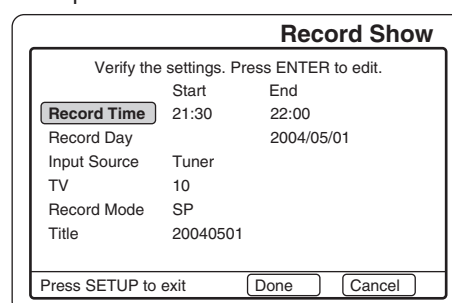 Record Show
Verify the settings. Press ENTER to edit.
Start End
Record Time 21:30 22:00
Record Day 2004/05/01
Input Source Tuner
TV 10
Record Mode SP
Title 20040501
Press SETUP to exit Done Cancel